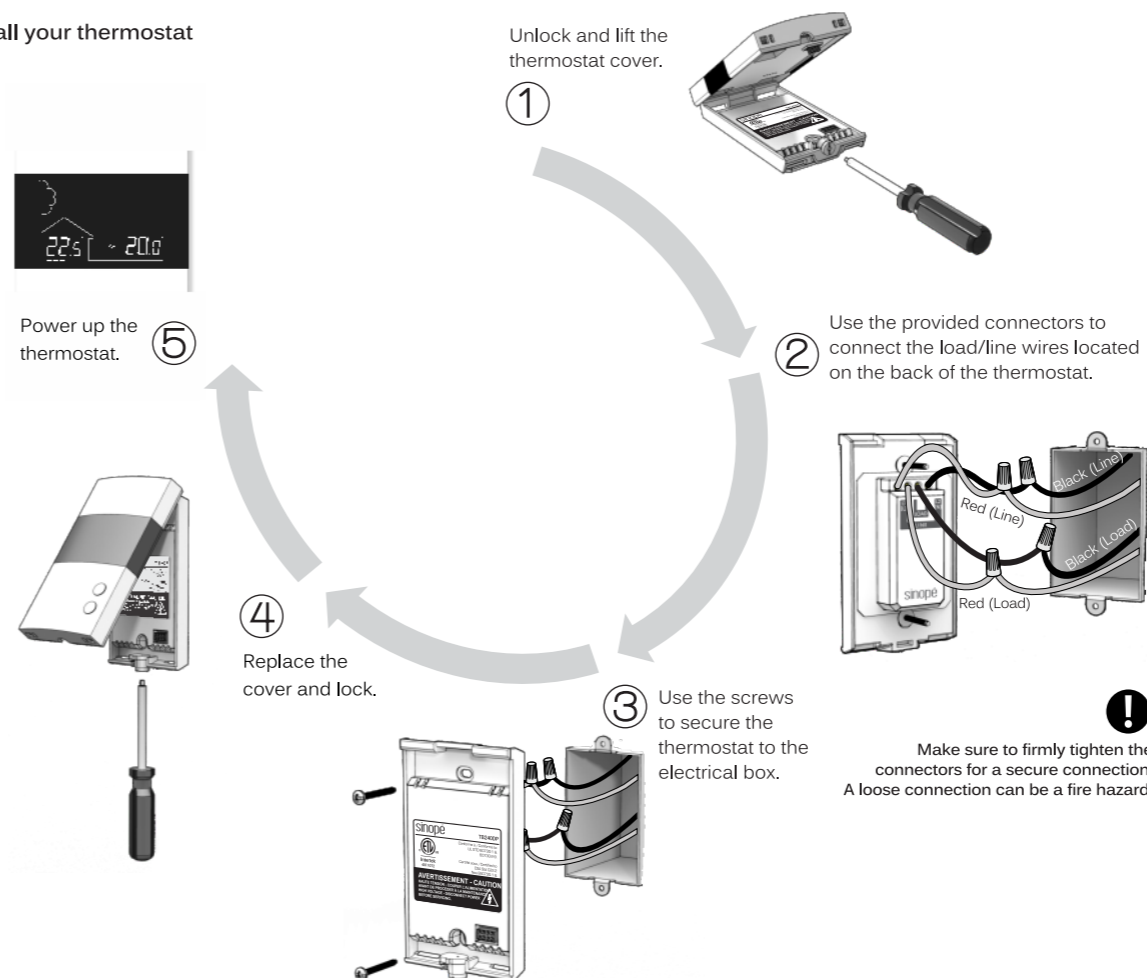 all your thermostat
Unlock and lift the
thermostat cover.
1
2
Use the provided connectors to
connect the load/line wires located
on the back of the thermostat.
Black (Line)
Red (Line)
Black (Load)
Red (Load)
sinopé
!
Make sure to firmly tighten the
connectors for a secure connection
A loose connection can be a fire hazard
3
Use the screws
to secure the
thermostat to the
electrical box.
sinopé
Intertek
AVERTISSEMENT - CAUTION
4
Replace the
cover and lock.
22.5° 20.0°
Power up the
thermostat.
5